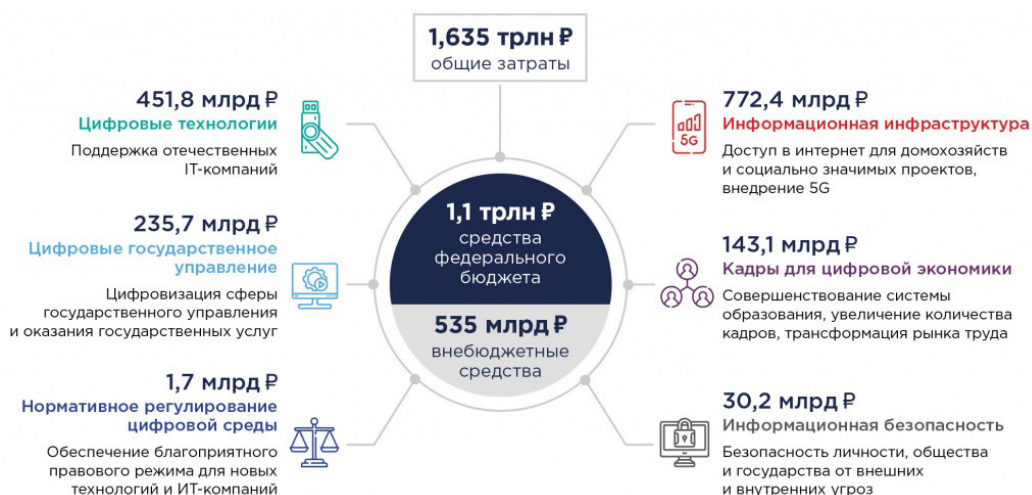 1,635 трлн ₽
общие затраты
451,8 млрд ₽
Цифровые технологии
Поддержка отечественных
IT-компаний
235,7 млрд ₽
Цифровые государственное
управление
Цифровизация сферы
государственного управления
и оказания государственных услуг
1,7 млрд ₽
Нормативное регулирование
цифровой среды
Обеспечение благоприятного
правового режима для новых
технологий и ИТ-компаний
1,1 трлн ₽
средства
федерального
бюджета
535 млрд ₽
внебюджетные
средства
5G
772,4 млрд ₽
Информационная инфраструктура
Доступ в интернет для домохозяйств
и социально значимых проектов,
внедрение 5G
143,1 млрд ₽
Кадры для цифровой экономики
Совершенствование системы
образования, увеличение количества
кадров, трансформация рынка труда
30,2 млрд ₽
Информационная безопасность
Безопасность личности, общества
и государства от внешних
и внутренних угроз